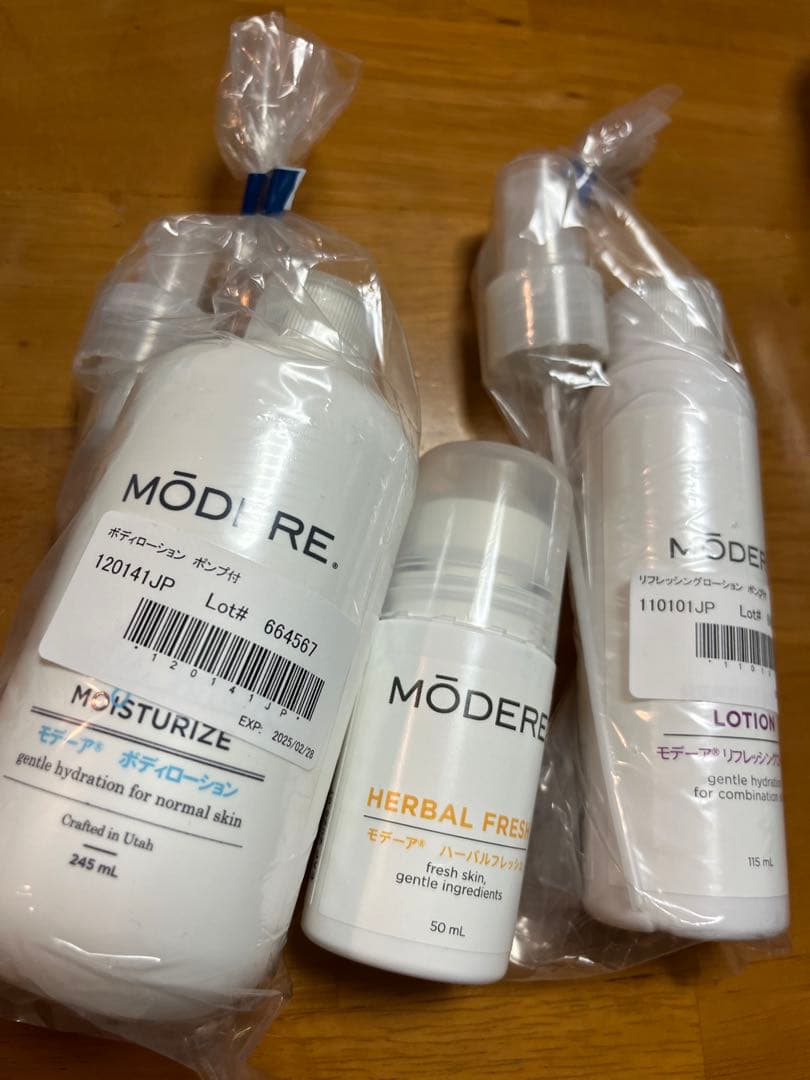 MŌDERE®
ボディローション ポンプ付
120141JP Lot# 664567
*120141JP*
EXP: 2025/02/28
MOISTURIZE
モデーア® ボディローション
gentle hydration for normal skin
Crafted in Utah
245 mL
MŌDERE
HERBAL FRESH
モデーア® ハーバルフレッシュ
fresh skin,
gentle ingredients
50 mL
MŌDERE
リフレッシングローション ポンプ付
110101JP Lot#
LOTION
モデーア® リフレッシング
gentle
for combination
115 mL